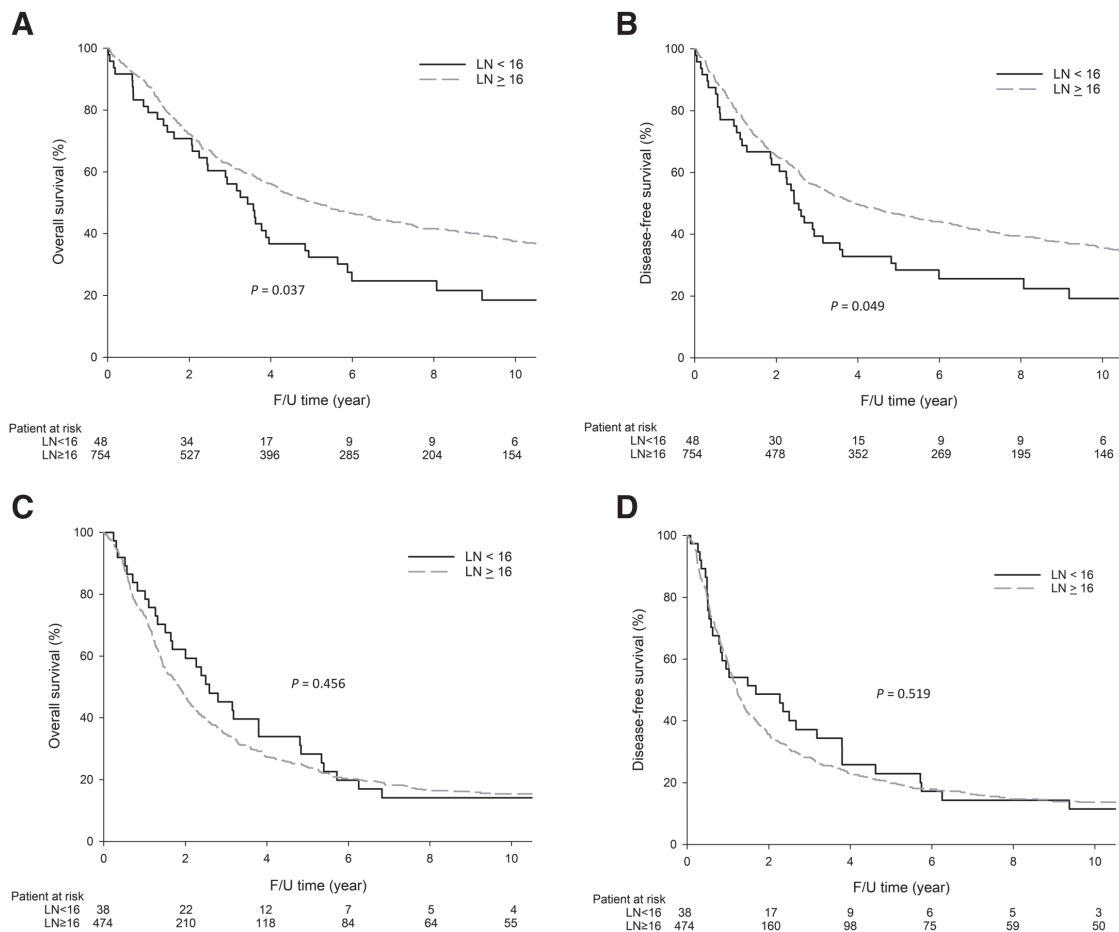 A
Overall survival (%)
100
80
60
40
20
0
LN < 16
LN ≥ 16
P = 0.037
0 2 4 6 8 10
F/U time (year)
Patient at risk
LN<16 48 34 17 9 9 6
LN≥16 754 527 396 285 204 154
B
Disease-free survival (%)
100
80
60
40
20
0
LN < 16
LN ≥ 16
P = 0.049
0 2 4 6 8 10
F/U time (year)
Patient at risk
LN<16 48 30 15 9 9 6
LN≥16 754 478 352 269 195 146
C
Overall survival (%)
100
80
60
40
20
0
LN < 16
LN ≥ 16
P = 0.456
0 2 4 6 8 10
F/U time (year)
Patient at risk
LN<16 38 22 12 7 5 4
LN≥16 474 210 118 84 64 55
D
Disease-free survival (%)
100
80
60
40
20
0
LN < 16
LN ≥ 16
P = 0.519
0 2 4 6 8 10
F/U time (year)
Patient at risk
LN<16 38 17 9 6 5 3
LN≥16 474 160 98 75 59 50